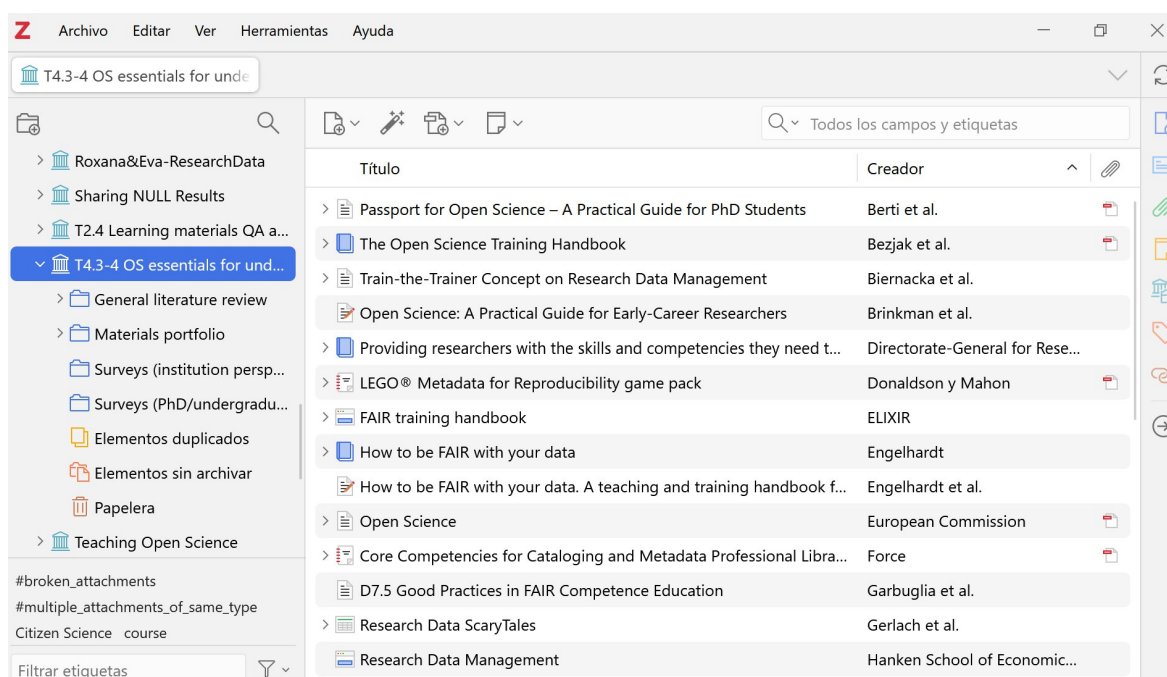 Z Archivo Editar Ver Herramientas Ayuda
T4.3-4 OS essentials for unde
Todos los campos y etiquetas
Roxana&Eva-ResearchData
Sharing NULL Results
T2.4 Learning materials QA a...
T4.3-4 OS essentials for und...
General literature review
Materials portfolio
Surveys (institution persp...
Surveys (PhD/undergradu...
Elementos duplicados
Elementos sin archivar
Papelera
Teaching Open Science
#broken_attachments
#multiple_attachments_of_same_type
Citizen Science course
Filtrar etiquetas
Título Creador
Passport for Open Science – A Practical Guide for PhD Students Berti et al.
The Open Science Training Handbook Bezjak et al.
Train-the-Trainer Concept on Research Data Management Biernacka et al.
Open Science: A Practical Guide for Early-Career Researchers Brinkman et al.
Providing researchers with the skills and competencies they need t... Directorate-General for Rese...
LEGO® Metadata for Reproducibility game pack Donaldson y Mahon
FAIR training handbook ELIXIR
How to be FAIR with your data Engelhardt
How to be FAIR with your data. A teaching and training handbook f... Engelhardt et al.
Open Science European Commission
Core Competencies for Cataloging and Metadata Professional Libra... Force
D7.5 Good Practices in FAIR Competence Education Garbuglia et al.
Research Data ScaryTales Gerlach et al.
Research Data Management Hanken School of Economic...